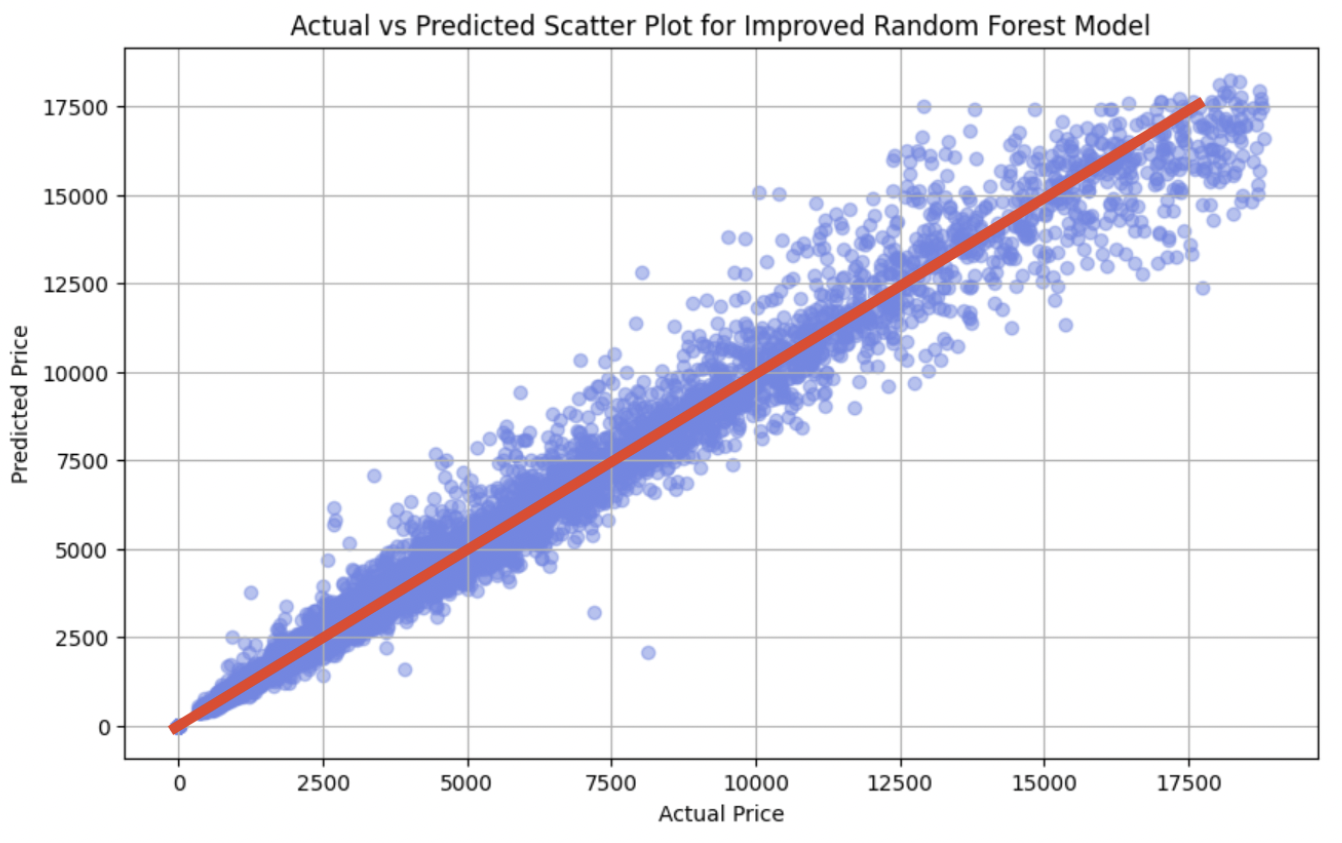 Actual vs Predicted Scatter Plot for Improved Random Forest Model
Predicted Price
17500
15000
12500
10000
7500
5000
2500
0
0 2500 5000 7500 10000 12500 15000 17500
Actual Price